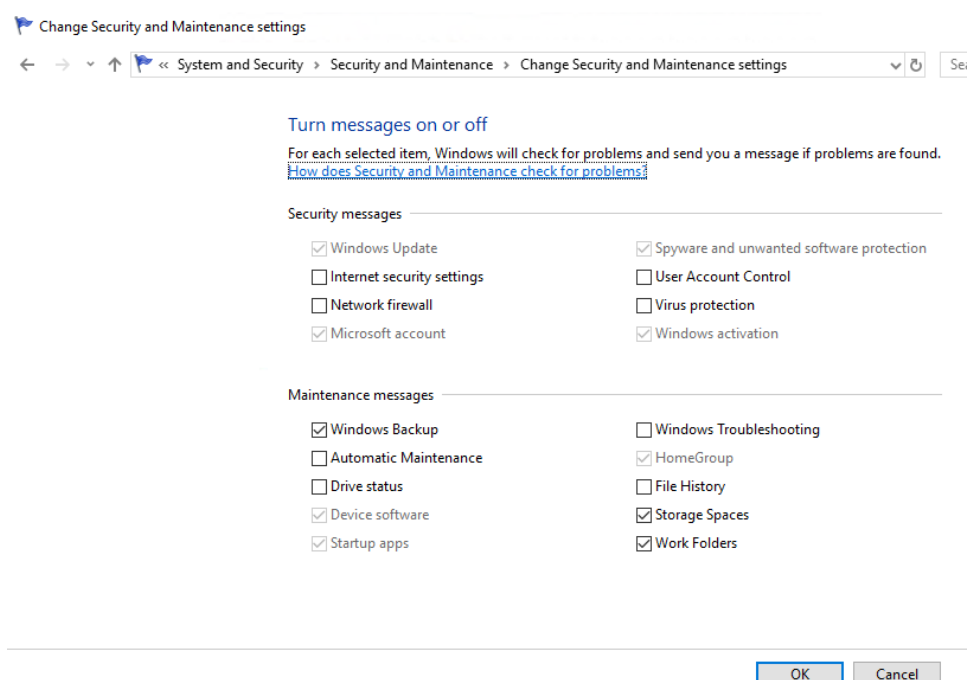 Change Security and Maintenance settings
« System and Security › Security and Maintenance › Change Security and Maintenance settings
Turn messages on or off
For each selected item, Windows will check for problems and send you a message if problems are found.
How does Security and Maintenance check for problems?
Security messages
Windows Update Spyware and unwanted software protection
Internet security settings User Account Control
Network firewall Virus protection
Microsoft account Windows activation
Maintenance messages
Windows Backup Windows Troubleshooting
Automatic Maintenance HomeGroup
Drive status File History
Device software Storage Spaces
Startup apps Work Folders
OK Cancel